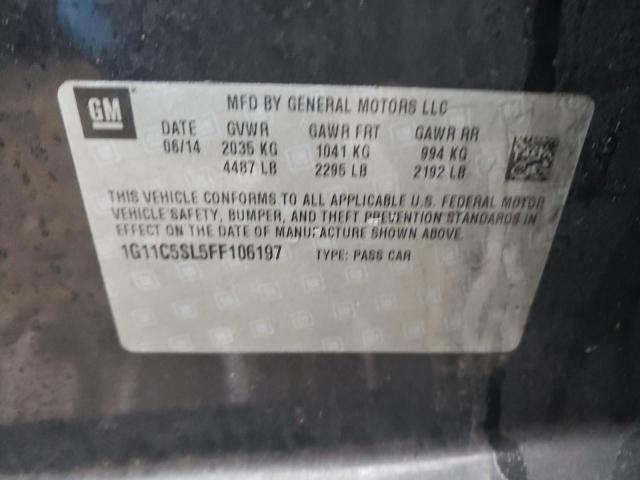 GM
MFD BY GENERAL MOTORS LLC
DATE GVWR GAWR FRT GAWR RR
06/14 2035 KG 1041 KG 994 KG
4487 LB 2295 LB 2192 LB
THIS VEHICLE CONFORMS TO ALL APPLICABLE U.S. FEDERAL MOTOR
VEHICLE SAFETY, BUMPER, AND THEFT PREVENTION STANDARDS IN
EFFECT ON THE DATE OF MANUFACTURE SHOWN ABOVE.
1G11C5SL5FF106197 TYPE: PASS CAR